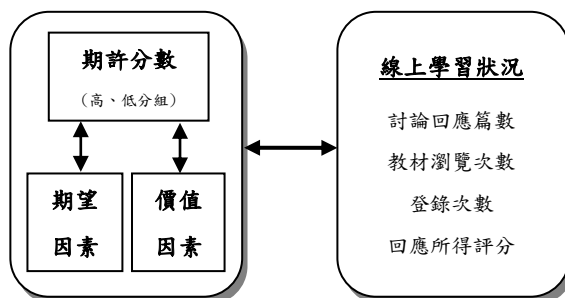 期許分數
（高、低分組）
期望
因素
價值
因素
線上學習狀況
討論回應篇數
教材瀏覽次數
登錄次數
回應所得評分